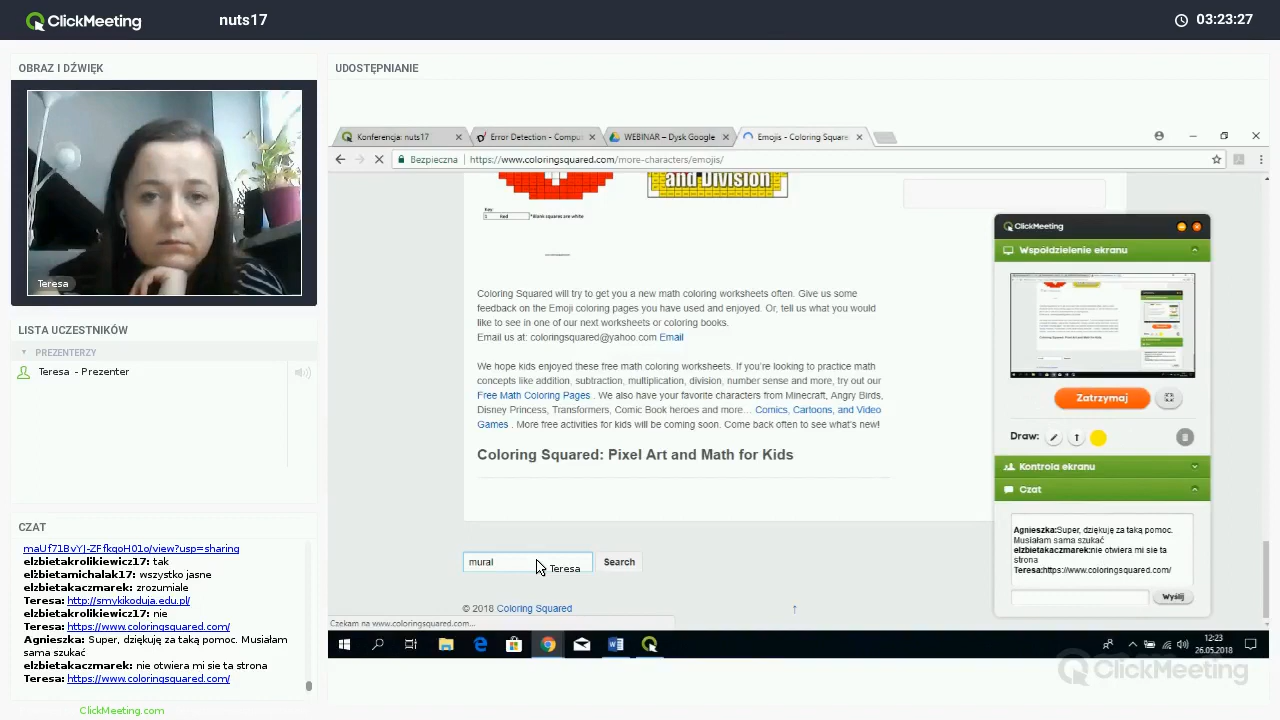 ClickMeeting
nuts17
03:23:27
OBRAZ I DŹWIĘK
Teresa
LISTA UCZESTNIKÓW
PREZENTERZY
Teresa - Prezenter
CZAT
maUf71BvYJ-ZFfkqoH01o/view?usp=sharing
elzbietakrolikiewicz17: tak
elzbietamichalak17: wszystko jasne
elzbietakaczmarek: zrozumiale
Teresa: http://smykikoduja.edu.pl/
elzbietakrolikiewicz17: nie
Teresa: https://www.coloringsquared.com/
Agnieszka: Super, dziękuję za taką pomoc. Musiałam
sama szukać
elzbietakaczmarek: nie otwiera mi sie ta strona
Teresa: https://www.coloringsquared.com/
ClickMeeting.com
UDOSTĘPNIANIE
Konferencja: nuts17
Error Detection - Compu
WEBINAR – Dysk Google
Emojis - Coloring Square
Bezpieczna
https://www.coloringsquared.com/more-characters/emojis/
and Division
Key:
1 Red *Blank squares are white
Coloring Squared will try to get you a new math coloring worksheets often. Give us some
feedback on the Emoji coloring pages you have used and enjoyed. Or, tell us what you would
like to see in one of our next worksheets or coloring books.
Email us at: coloringsquared@yahoo.com Email
We hope kids enjoyed these free math coloring worksheets. If you're looking to practice math
concepts like addition, subtraction, multiplication, division, number sense and more, try out our
Free Math Coloring Pages . We also have your favorite characters from Minecraft, Angry Birds,
Disney Princess, Transformers, Comic Book heroes and more... Comics, Cartoons, and Video
Games . More free activities for kids will be coming soon. Come back often to see what's new!
Coloring Squared: Pixel Art and Math for Kids
mural
Teresa
Search
© 2018 Coloring Squared
↑
Czekam na www.coloringsquared.com...
ClickMeeting
Współdzielenie ekranu
Zatrzymaj
Draw:
Kontrola ekranu
Czat
Agnieszka:Super, dziękuję za taką pomoc.
Musiałam sama szukać
elzbietakaczmarek:nie otwiera mi sie ta
strona
Teresa:https://www.coloringsquared.com/
Wyślij
12:23
26.05.2018
ClickMeeting